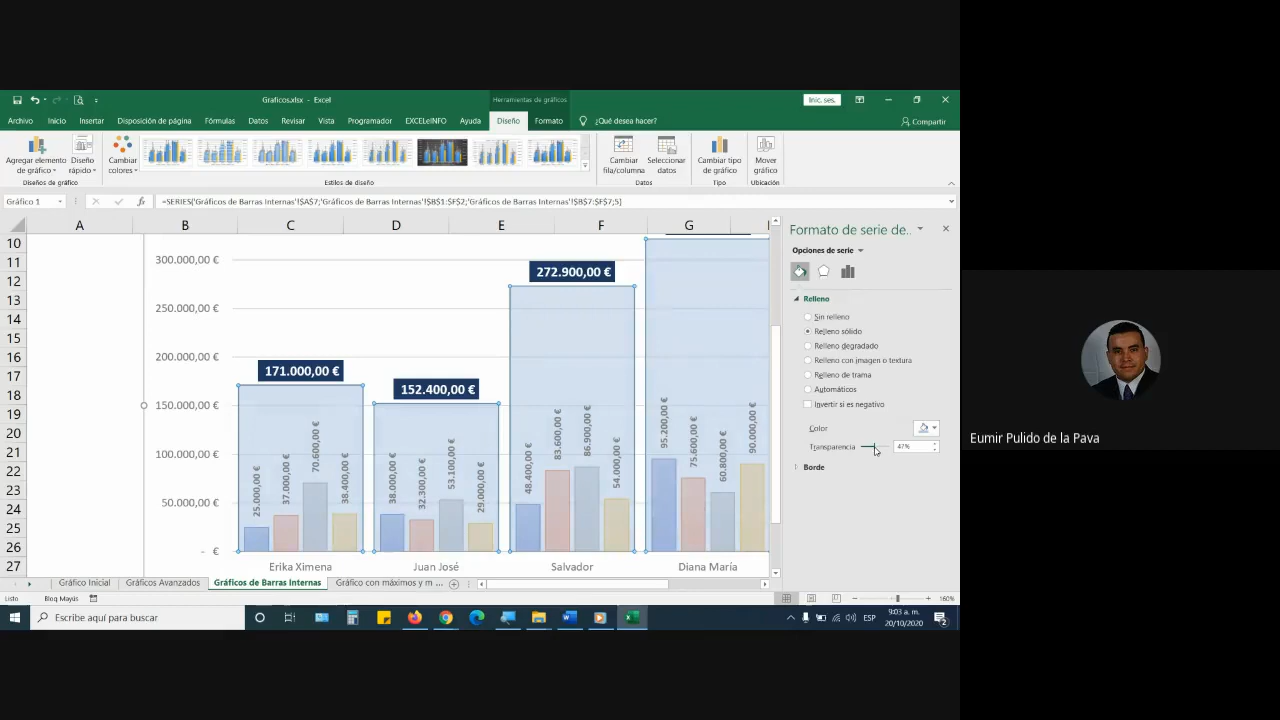 Graficos.xlsx - Excel
Herramientas de gráficos
Inic. ses.
Archivo Inicio Insertar Disposición de página Fórmulas Datos Revisar Vista Programador EXCELeINFO Ayuda Diseño Formato ¿Qué desea hacer? Compartir
Agregar elemento de gráfico
Diseño rápido
Cambiar colores
Cambiar fila/columna
Seleccionar datos
Cambiar tipo de gráfico
Mover gráfico
Diseños de gráfico
Estilos de diseño
Datos
Tipo
Ubicación
Gráfico 1
=SERIES('Gráficos de Barras Internas'!$A$7;'Gráficos de Barras Internas'!$B$1:$F$2;'Gráficos de Barras Internas'!$B$7:$F$7;5)
A B C D E F G
10
11
12
13
14
15
16
17
18
19
20
21
22
23
24
25
26
27
300.000,00 €
250.000,00 €
200.000,00 €
150.000,00 €
100.000,00 €
50.000,00 €
- €
171.000,00 €
152.400,00 €
272.900,00 €
25.000,00 €
37.000,00 €
70.600,00 €
38.400,00 €
38.000,00 €
32.300,00 €
53.100,00 €
29.000,00 €
48.400,00 €
83.600,00 €
86.900,00 €
54.000,00 €
95.200,00 €
75.600,00 €
60.800,00 €
90.000,00 €
Erika Ximena
Juan José
Salvador
Diana María
Formato de serie de...
Opciones de serie
Relleno
Sin relleno
Relleno sólido
Relleno degradado
Relleno con imagen o textura
Relleno de trama
Automáticos
Invertir si es negativo
Color
Transparencia 47%
Borde
Gráfico Inicial
Gráficos Avanzados
Gráficos de Barras Internas
Gráfico con máximos y m ...
Listo
Bloq Mayús
160%
Escribe aquí para buscar
ESP
9:03 a. m.
20/10/2020
2
Eumir Pulido de la Pava